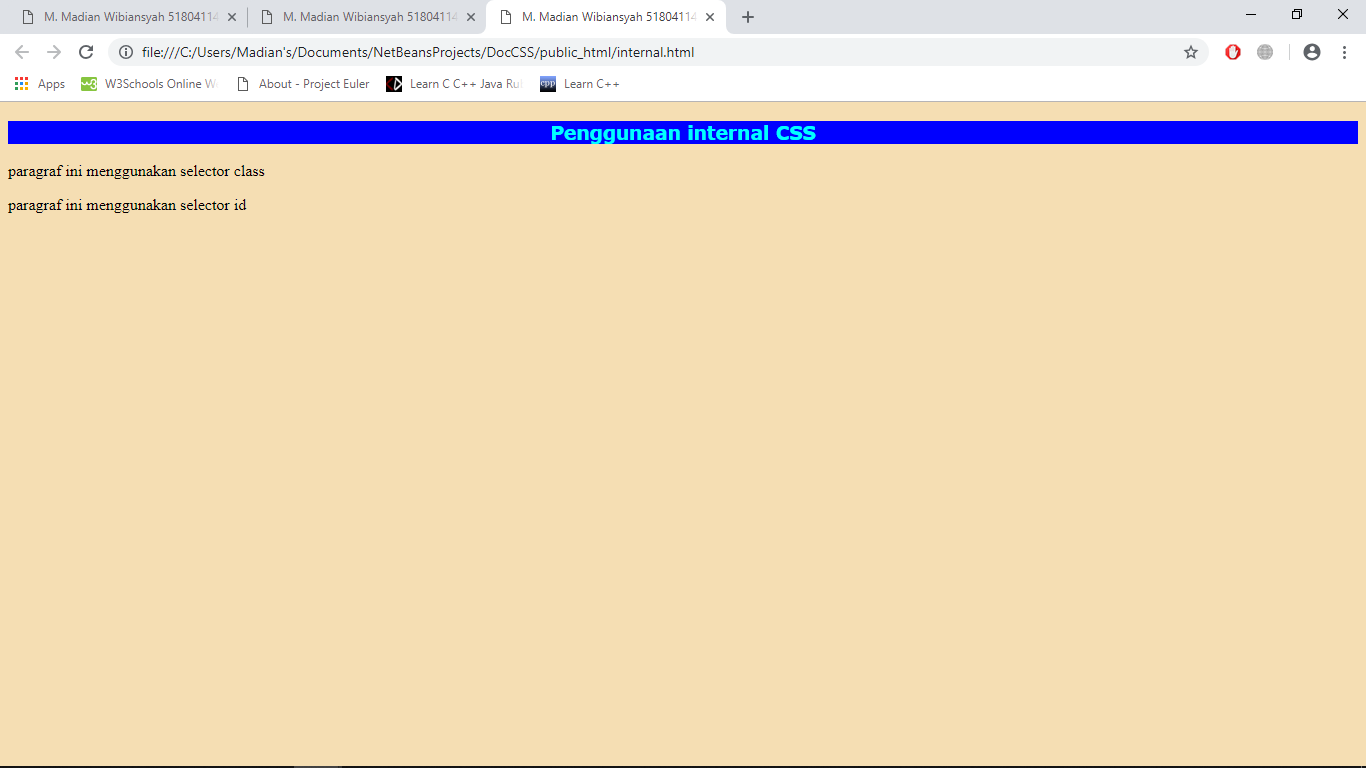 M. Madian Wibiansyah 51804114
M. Madian Wibiansyah 51804114
M. Madian Wibiansyah 51804114
file:///C:/Users/Madian's/Documents/NetBeansProjects/DocCSS/public_html/internal.html
Apps W3Schools Online W About - Project Euler Learn C C++ Java Ru cpp Learn C++
Penggunaan internal CSS
paragraf ini menggunakan selector class
paragraf ini menggunakan selector id